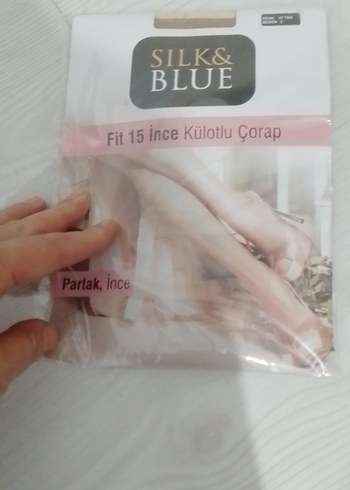 SILK&
BLUE
Fit 15 İnce Külotlu Çorap
Parlak, İnce